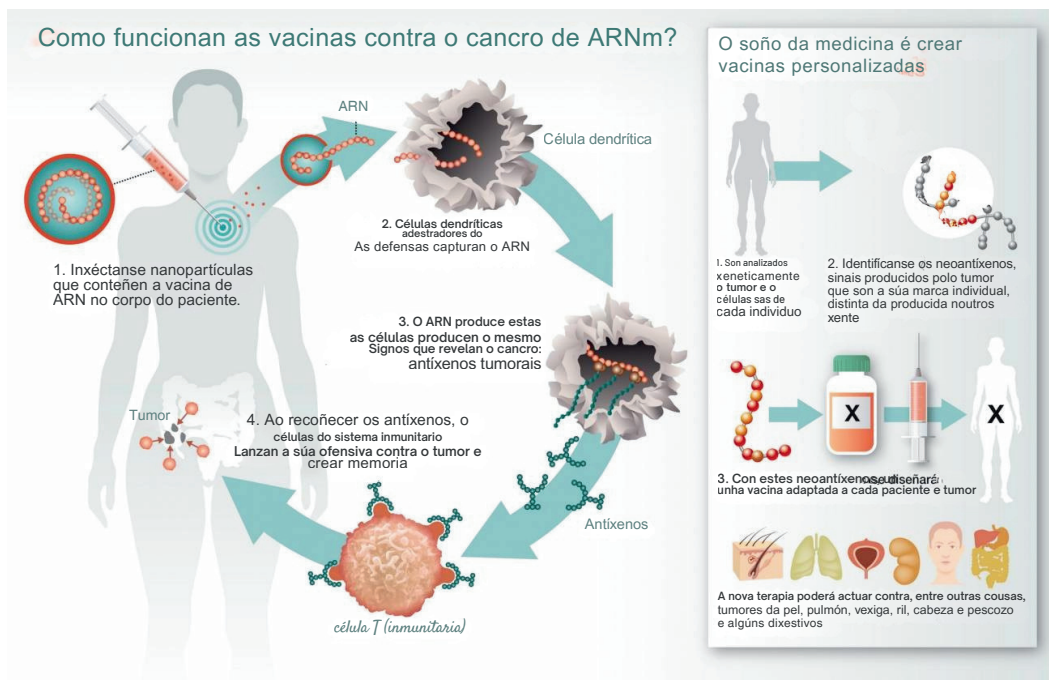 Como funcionan as vacinas contra o cancro de ARNm?
ARN
Célula dendrítica
1. Inxéctanse nanopartículas
que conteñen a vacina de
ARN no corpo do paciente.
2. Células dendríticas
adestradores do
As defensas capturan o ARN
3. O ARN produce estas
as células producen o mesmo
Signos que revelan o cancro:
antíxenos tumorais
Tumor
4. Ao recoñecer os antíxenos, o
células do sistema inmunitario
Lanzan a súa ofensiva contra o tumor e
crear memoria
Antíxenos
célula T (inmunitaria)
O soño da medicina é crear
vacinas personalizadas
1. Son analizados
xeneticamente
o tumor e o
células sas de
cada individuo
2. Identifícanse os neoantíxenos,
sinais producidos polo tumor
que son a súa marca individual,
distinta da producida noutros
xente
X
X
3. Con estes neoantíxenos, se diseñará
unha vacina adaptada a cada paciente e tumor
A nova terapia poderá actuar contra, entre outras cousas,
tumores da pel, pulmón, vexiga, ril, cabeza e pescozo
e algúns dixestivos